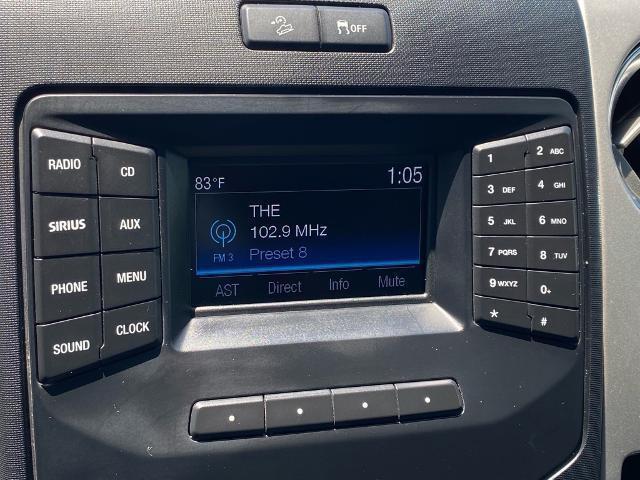 OFF
RADIO
CD
SIRIUS
AUX
PHONE
MENU
SOUND
CLOCK
83°F 1:05
THE
102.9 MHz
FM 3 Preset 8
AST Direct Info Mute
1
2 ABC
3 DEF
4 GHI
5 JKL
6 MNO
7 PQRS
8 TUV
9 WXYZ
0+
*
#